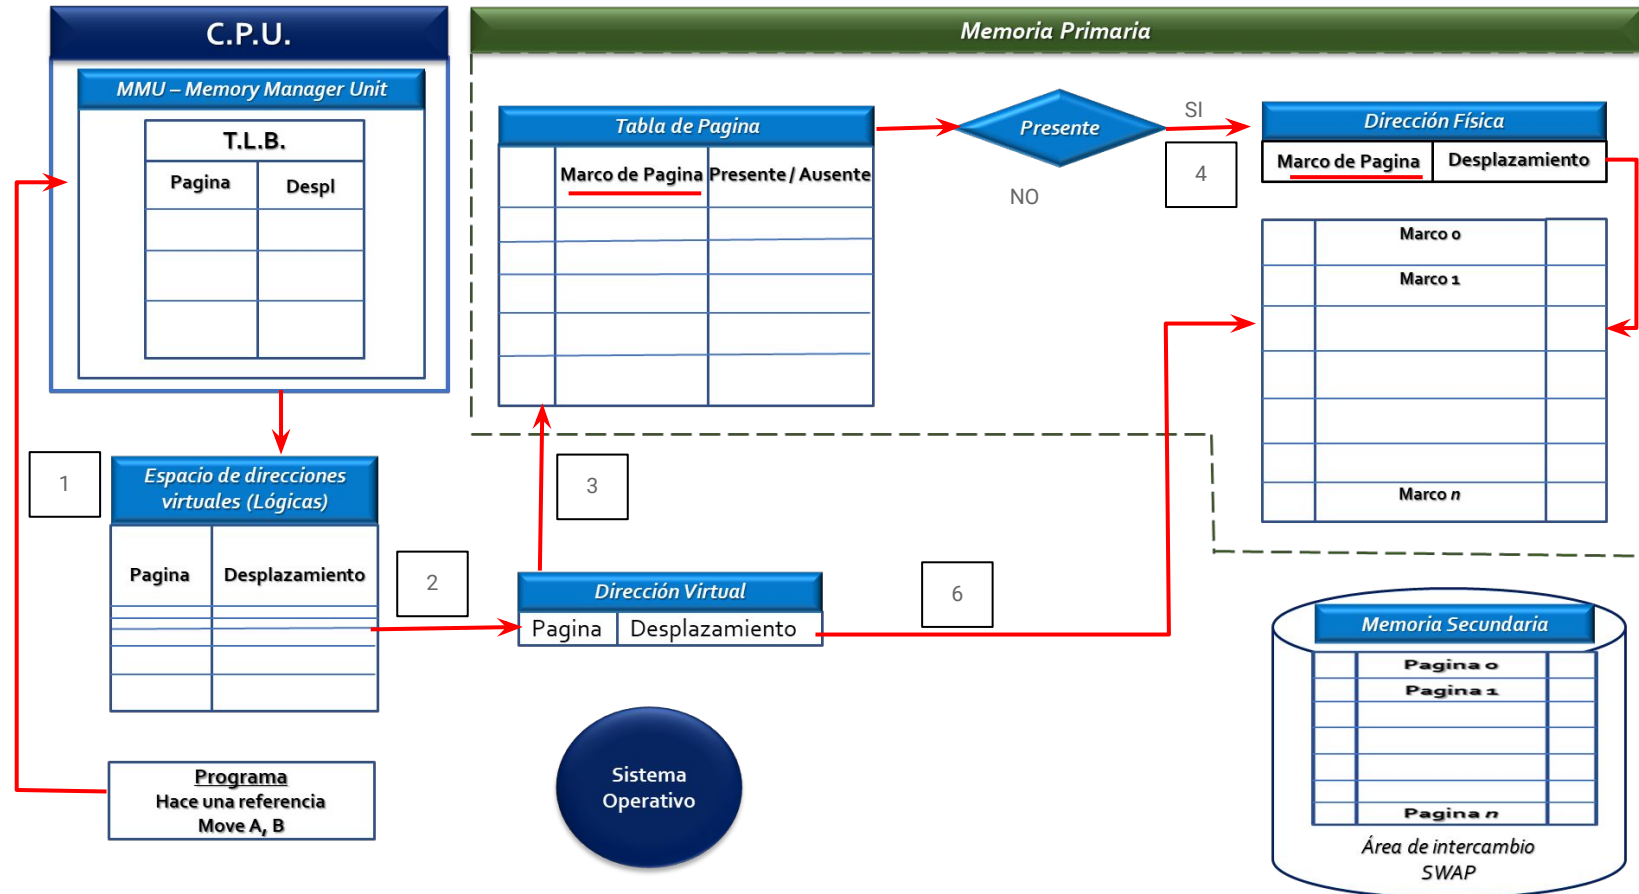 C.P.U.
MMU – Memory Manager Unit
T.L.B.
Pagina
Despl
Memoria Primaria
Tabla de Pagina
Marco de Pagina
Presente / Ausente
Presente
SI
NO
4
Dirección Física
Marco de Pagina
Desplazamiento
Marco 0
Marco 1
Marco n
1
Espacio de direcciones
virtuales (Lógicas)
Pagina
Desplazamiento
2
3
Dirección Virtual
Pagina
Desplazamiento
6
Programa
Hace una referencia
Move A, B
Sistema
Operativo
Memoria Secundaria
Pagina 0
Pagina 1
Pagina n
Área de intercambio
SWAP